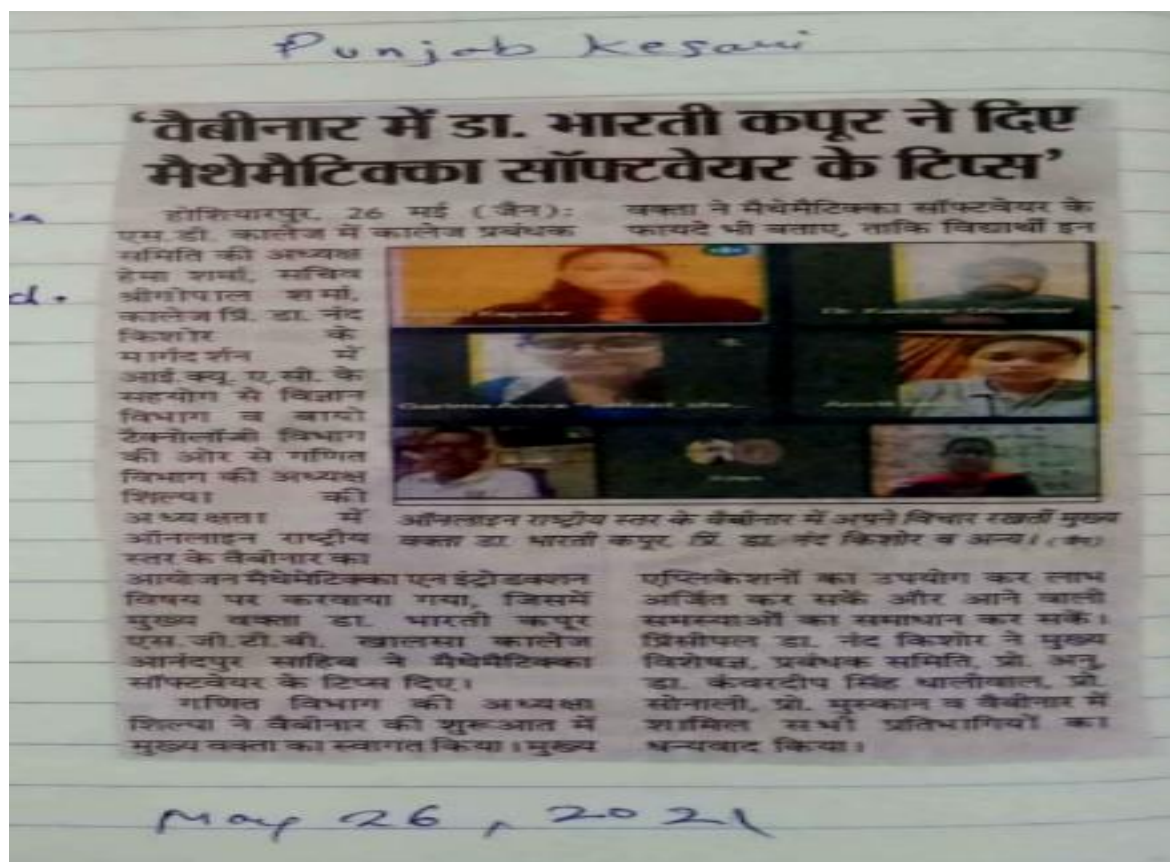 Punjab Kesari
‘वैबीनार में डा. भारती कपूर ने दिए
मैथेमैटिक्का सॉफ्टवेयर के टिप्स’
होशियारपुर, 26 मई (जैन):
एस.डी. कालेज में कालेज प्रबंधक
समिति की अध्यक्ष
हेमा शर्मा, सचिव
श्रीगोपाल शर्मा,
कालेज प्रिं. डा. नंद
किशोर के
मार्गदर्शन में
आई.क्यू.ए.सी. के
सहयोग से विज्ञान
विभाग व बायो
टैक्नोलॉजी विभाग
की ओर से गणित
विभाग की अध्यक्ष
शिल्पा की
अध्यक्षता में
ऑनलाइन राष्ट्रीय
स्तर के वैबीनार का
आयोजन मैथेमेटिक्का एन इंट्रोडक्शन
विषय पर करवाया गया, जिसमें
मुख्य वक्ता डा. भारती कपूर
एस.जी.टी.बी. खालसा कालेज
आनंदपुर साहिब ने मैथेमैटिक्का
सॉफ्टवेयर के टिप्स दिए।
गणित विभाग की अध्यक्षा
शिल्पा ने वैबीनार की शुरूआत में
मुख्य वक्ता का स्वागत किया। मुख्य
वक्ता ने मैथेमैटिक्का सॉफ्टवेयर के
फायदे भी बताए, ताकि विद्यार्थी इन
ऑनलाइन राष्ट्रीय स्तर के वैबीनार में अपने विचार रखतीं मुख्य
वक्ता डा. भारती कपूर, प्रिं. डा. नंद किशोर व अन्य। (जैन)
एप्लिकेशनों का उपयोग कर लाभ
अर्जित कर सकें और आने वाली
समस्याओं का समाधान कर सकें।
प्रिंसीपल डा. नंद किशोर ने मुख्य
विशेषज्ञ, प्रबंधक समिति, प्रो. अनु,
डा. कंवरदीप सिंह धालीवाल, प्रो.
सोनाली, प्रो. मुस्कान व वैबीनार में
शामिल सभी प्रतिभागियों का
धन्यवाद किया।
May 26, 2021